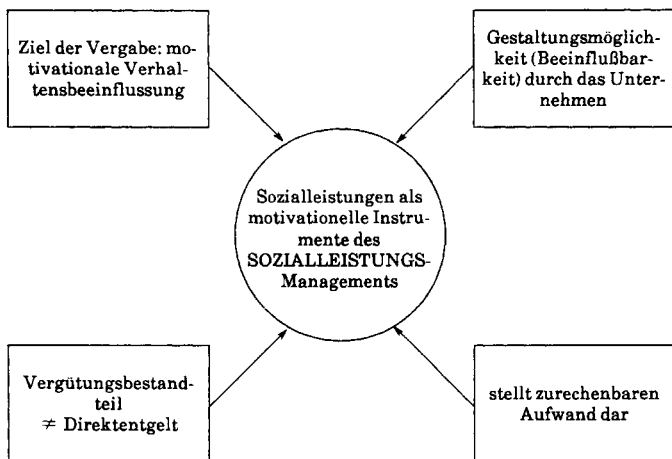 Ziel der Vergabe: mo-
tivationale Verhal-
tensbeeinflussung
Gestaltungsmöglich-
keit (Beeinflußbar-
keit) durch das Unter-
nehmen
Sozialleistungen als
motivationelle Instru-
mente des
SOZIALLEISTUNGS-
Managements
Vergütungsbestand-
teil
≠ Direktentgelt
stellt zurechenbaren
Aufwand dar